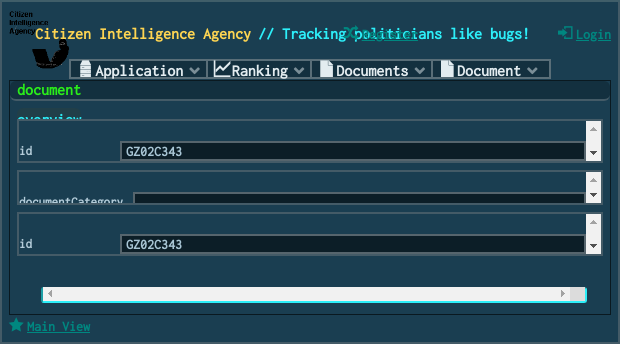 Citizen
Intelligence
Agency
Citizen Intelligence Agency // Tracking politicians like bugs!
Register
Login
Application
Ranking
Documents
Document
document
overview
id
GZ02C343
documentCategory
id
GZ02C343
Main View